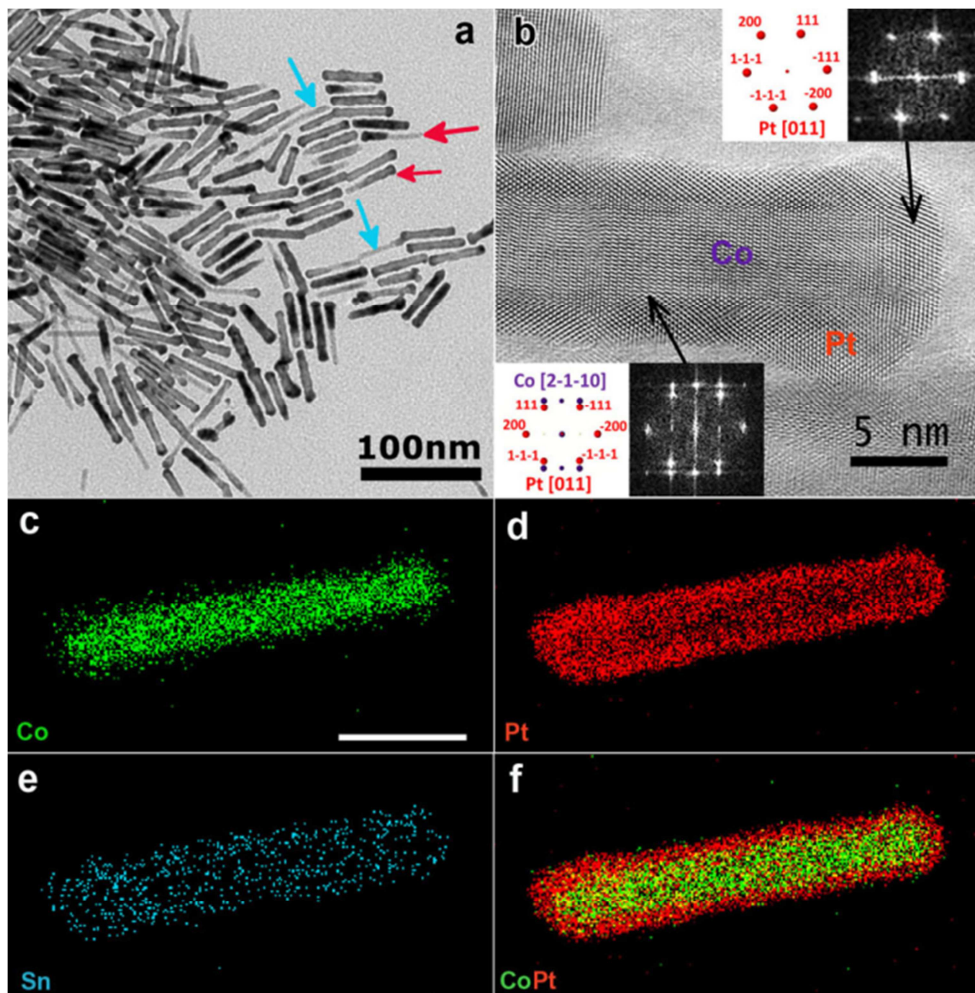 a
100nm
b
200 111
1-1-1 -111
-1-1-1 -200
Pt [011]
Co
Pt
Co [2-1-10]
111 -111
200 -200
1-1-1 -1-1-1
Pt [011]
5 nm
c
Co
d
Pt
e
Sn
f
CoPt